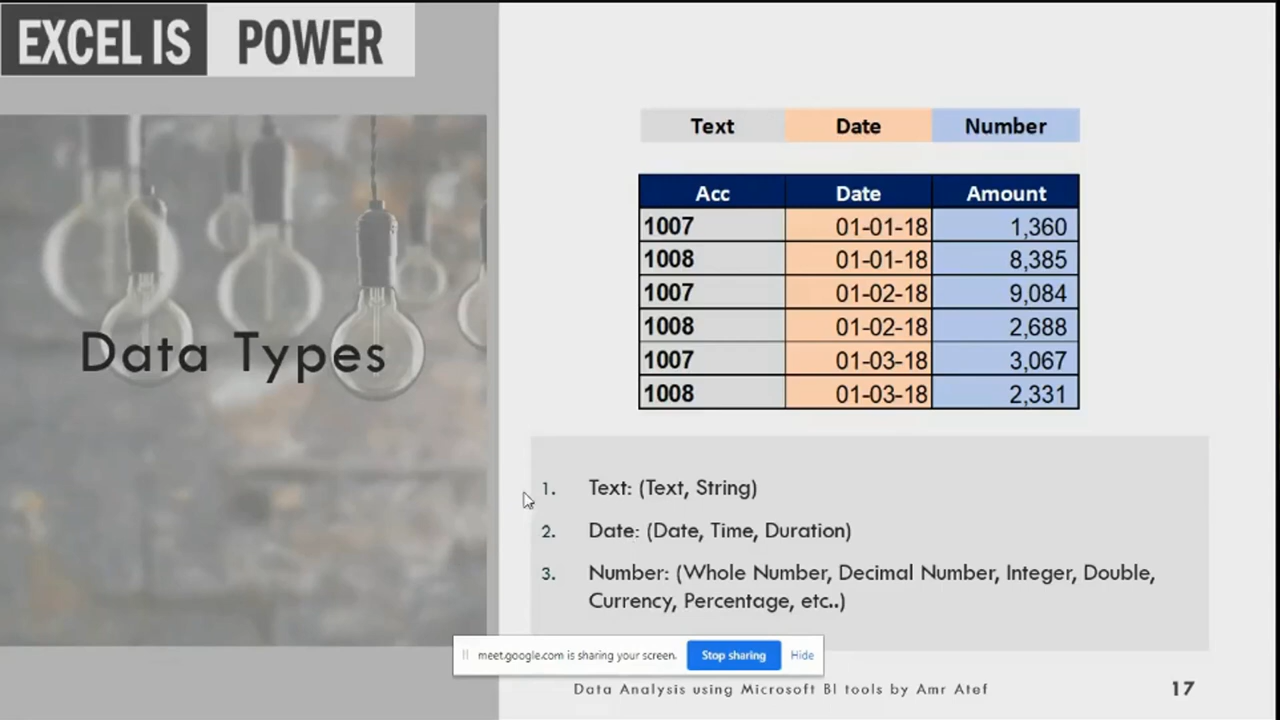 EXCEL IS POWER
Data Types
Text Date Number
Acc Date Amount
1007 01-01-18 1,360
1008 01-01-18 8,385
1007 01-02-18 9,084
1008 01-02-18 2,688
1007 01-03-18 3,067
1008 01-03-18 2,331
1. Text: (Text, String)
2. Date: (Date, Time, Duration)
3. Number: (Whole Number, Decimal Number, Integer, Double,
Currency, Percentage, etc..)
meet.google.com is sharing your screen. Stop sharing Hide
Data Analysis using Microsoft BI tools by Amr Atef 17